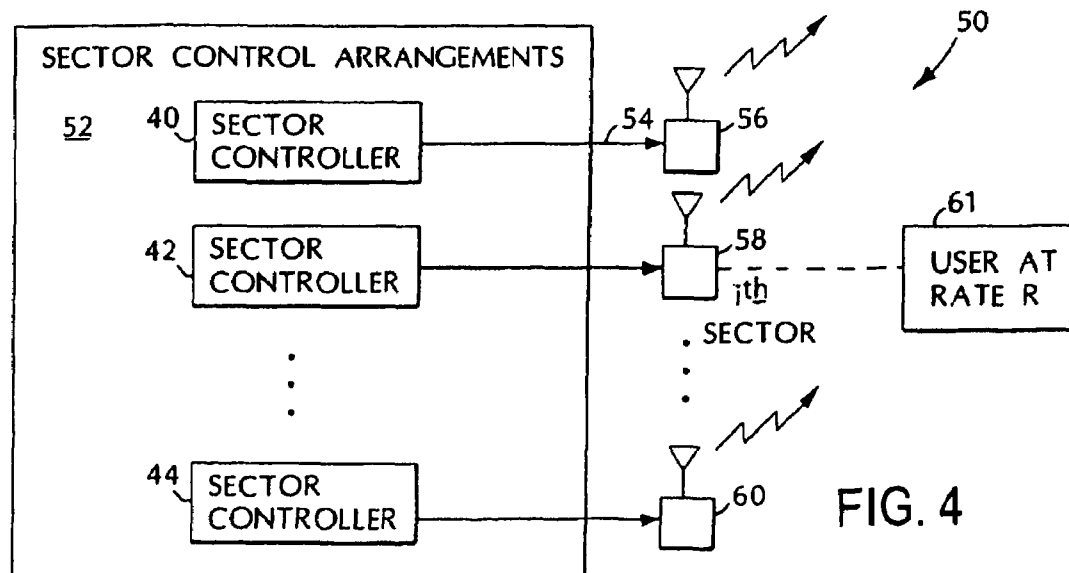 50
SECTOR CONTROL ARRANGEMENTS
52
40
SECTOR
CONTROLLER
54
56
42
SECTOR
CONTROLLER
58
ith
SECTOR
61
USER AT
RATE R
44
SECTOR
CONTROLLER
60
FIG. 4